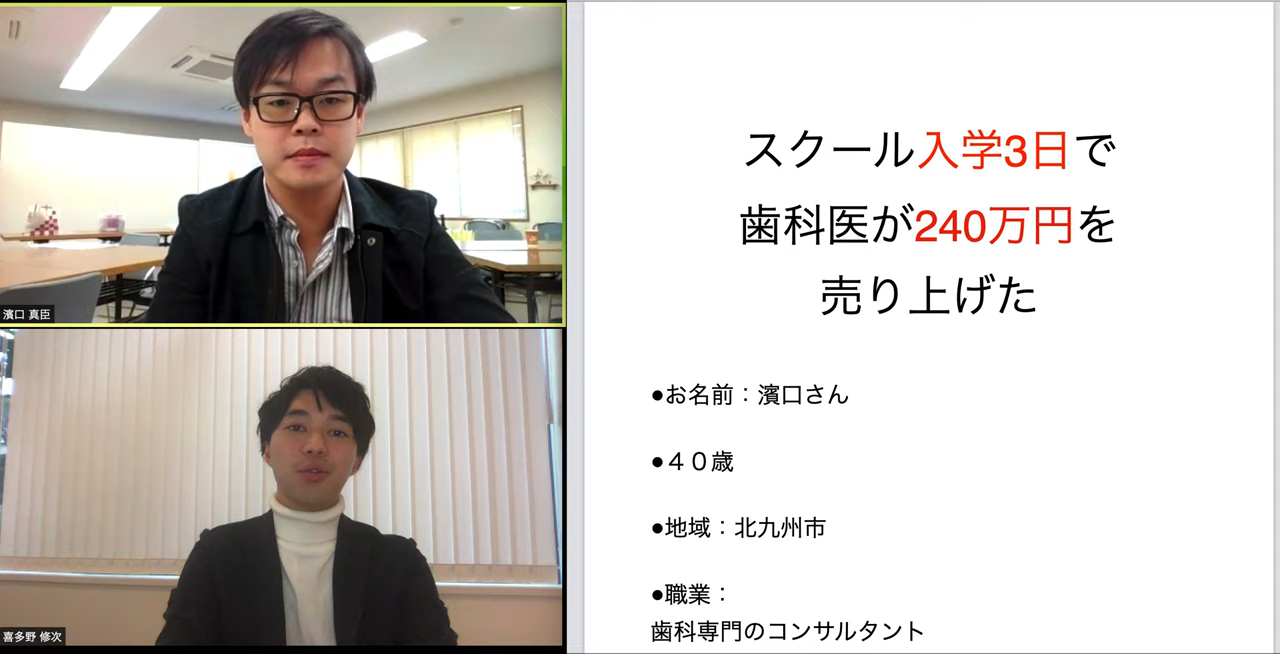 濱口 真臣
喜多野 修次
スクール入学3日で
歯科医が240万円を
売り上げた
●お名前：濱口さん
●４０歳
●地域：北九州市
●職業：
歯科専門のコンサルタント